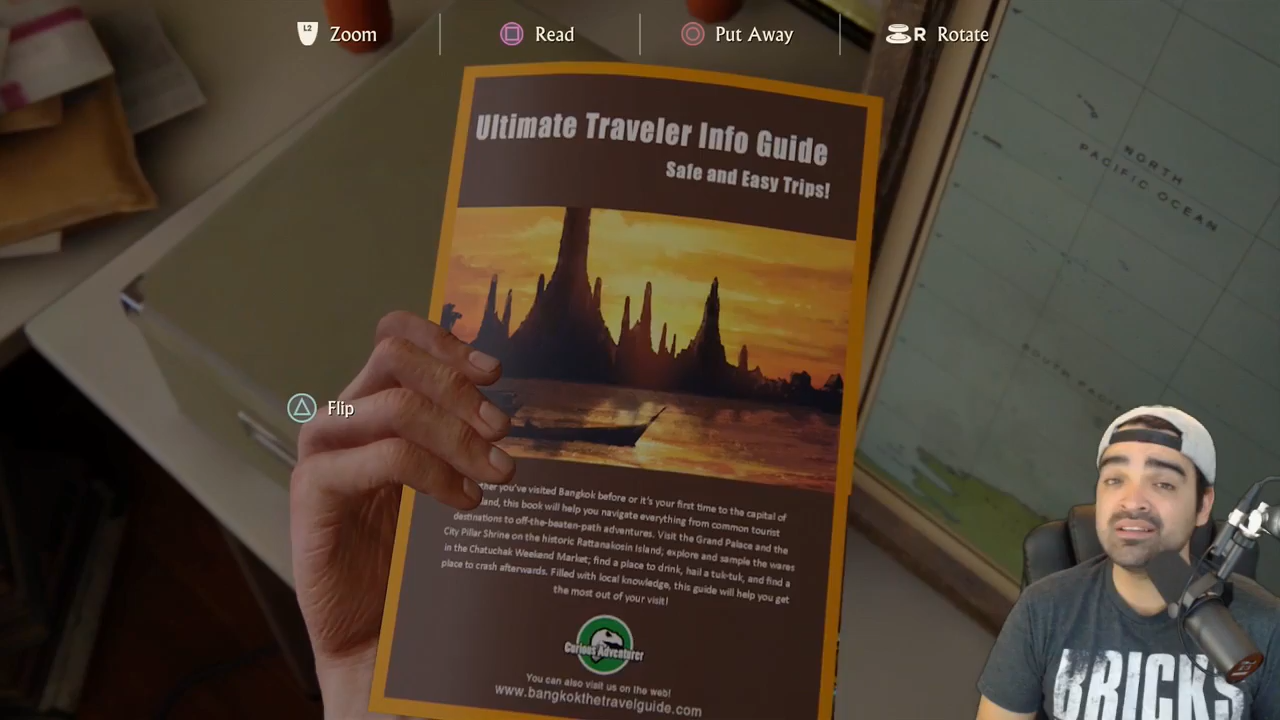 L2 Zoom
Read
Put Away
R Rotate
Ultimate Traveler Info Guide
Safe and Easy Trips!
NORTH
PACIFIC OCEAN
Flip
you've visited Bangkok before or it's your first time to the capital of
this book will help you navigate everything from common tourist
destinations to off-the-beaten-path adventures. Visit the Grand Palace and the
City Pillar Shrine on the historic Rattanakosin Island; explore and sample the wares
in the Chatuchak Weekend Market; find a place to drink, hail a tuk-tuk, and find a
place to crash afterwards. Filled with local knowledge, this guide will help you get
the most out of your visit!
Curious Adventurer
You can also visit us on the web!
www.bangkokthetravelguide.com
BRICKS